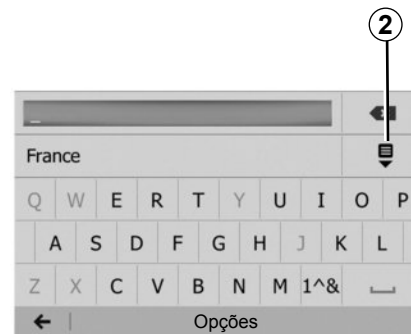 2
_
France
Q W E R T Y U I O P
A S D F G H J K L
Z X C V B N M 1^&
Opções